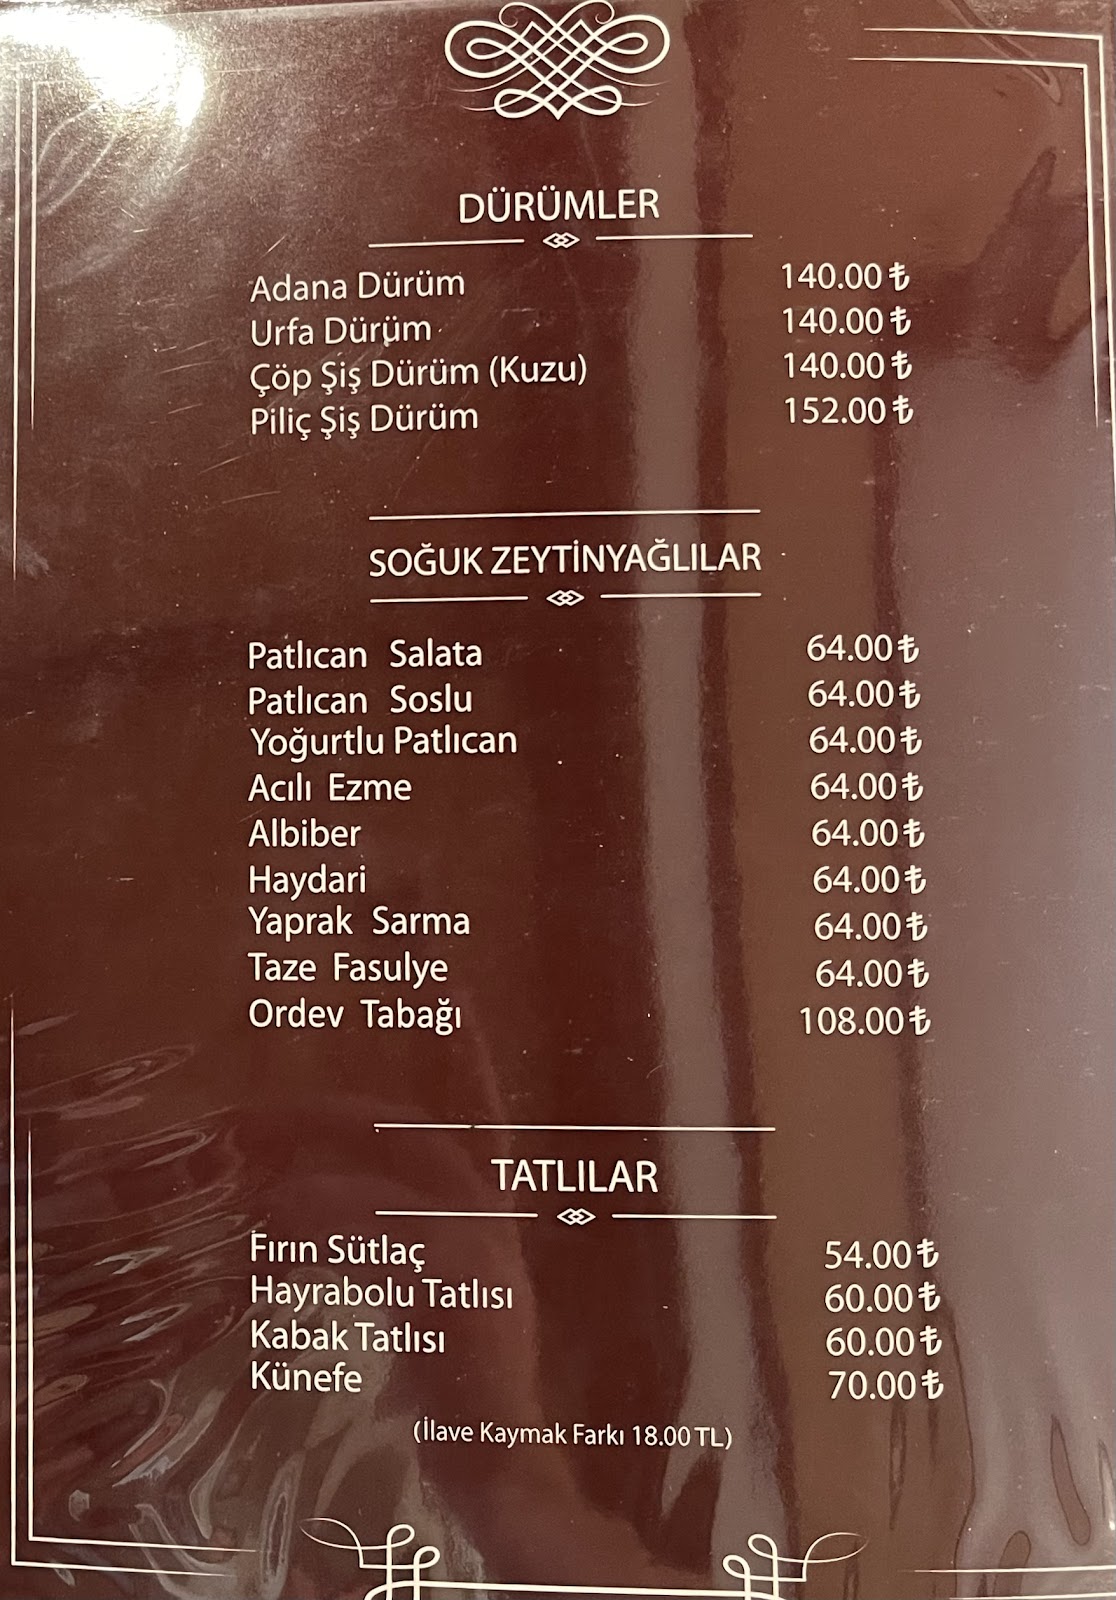 DÜRÜMLER
Adana Dürüm 140.00₺
Urfa Dürüm 140.00₺
Çöp Şiş Dürüm (Kuzu) 140.00₺
Piliç Şiş Dürüm 152.00₺
SOĞUK ZEYTİNYAĞLILAR
Patlıcan Salata 64.00₺
Patlıcan Soslu 64.00₺
Yoğurtlu Patlıcan 64.00₺
Acılı Ezme 64.00₺
Albiber 64.00₺
Haydari 64.00₺
Yaprak Sarma 64.00₺
Taze Fasulye 64.00₺
Ordev Tabağı 108.00₺
TATLILAR
Fırın Sütlaç 54.00₺
Hayrabolu Tatlısı 60.00₺
Kabak Tatlısı 60.00₺
Künefe 70.00₺
(İlave Kaymak Farkı 18.00 TL)